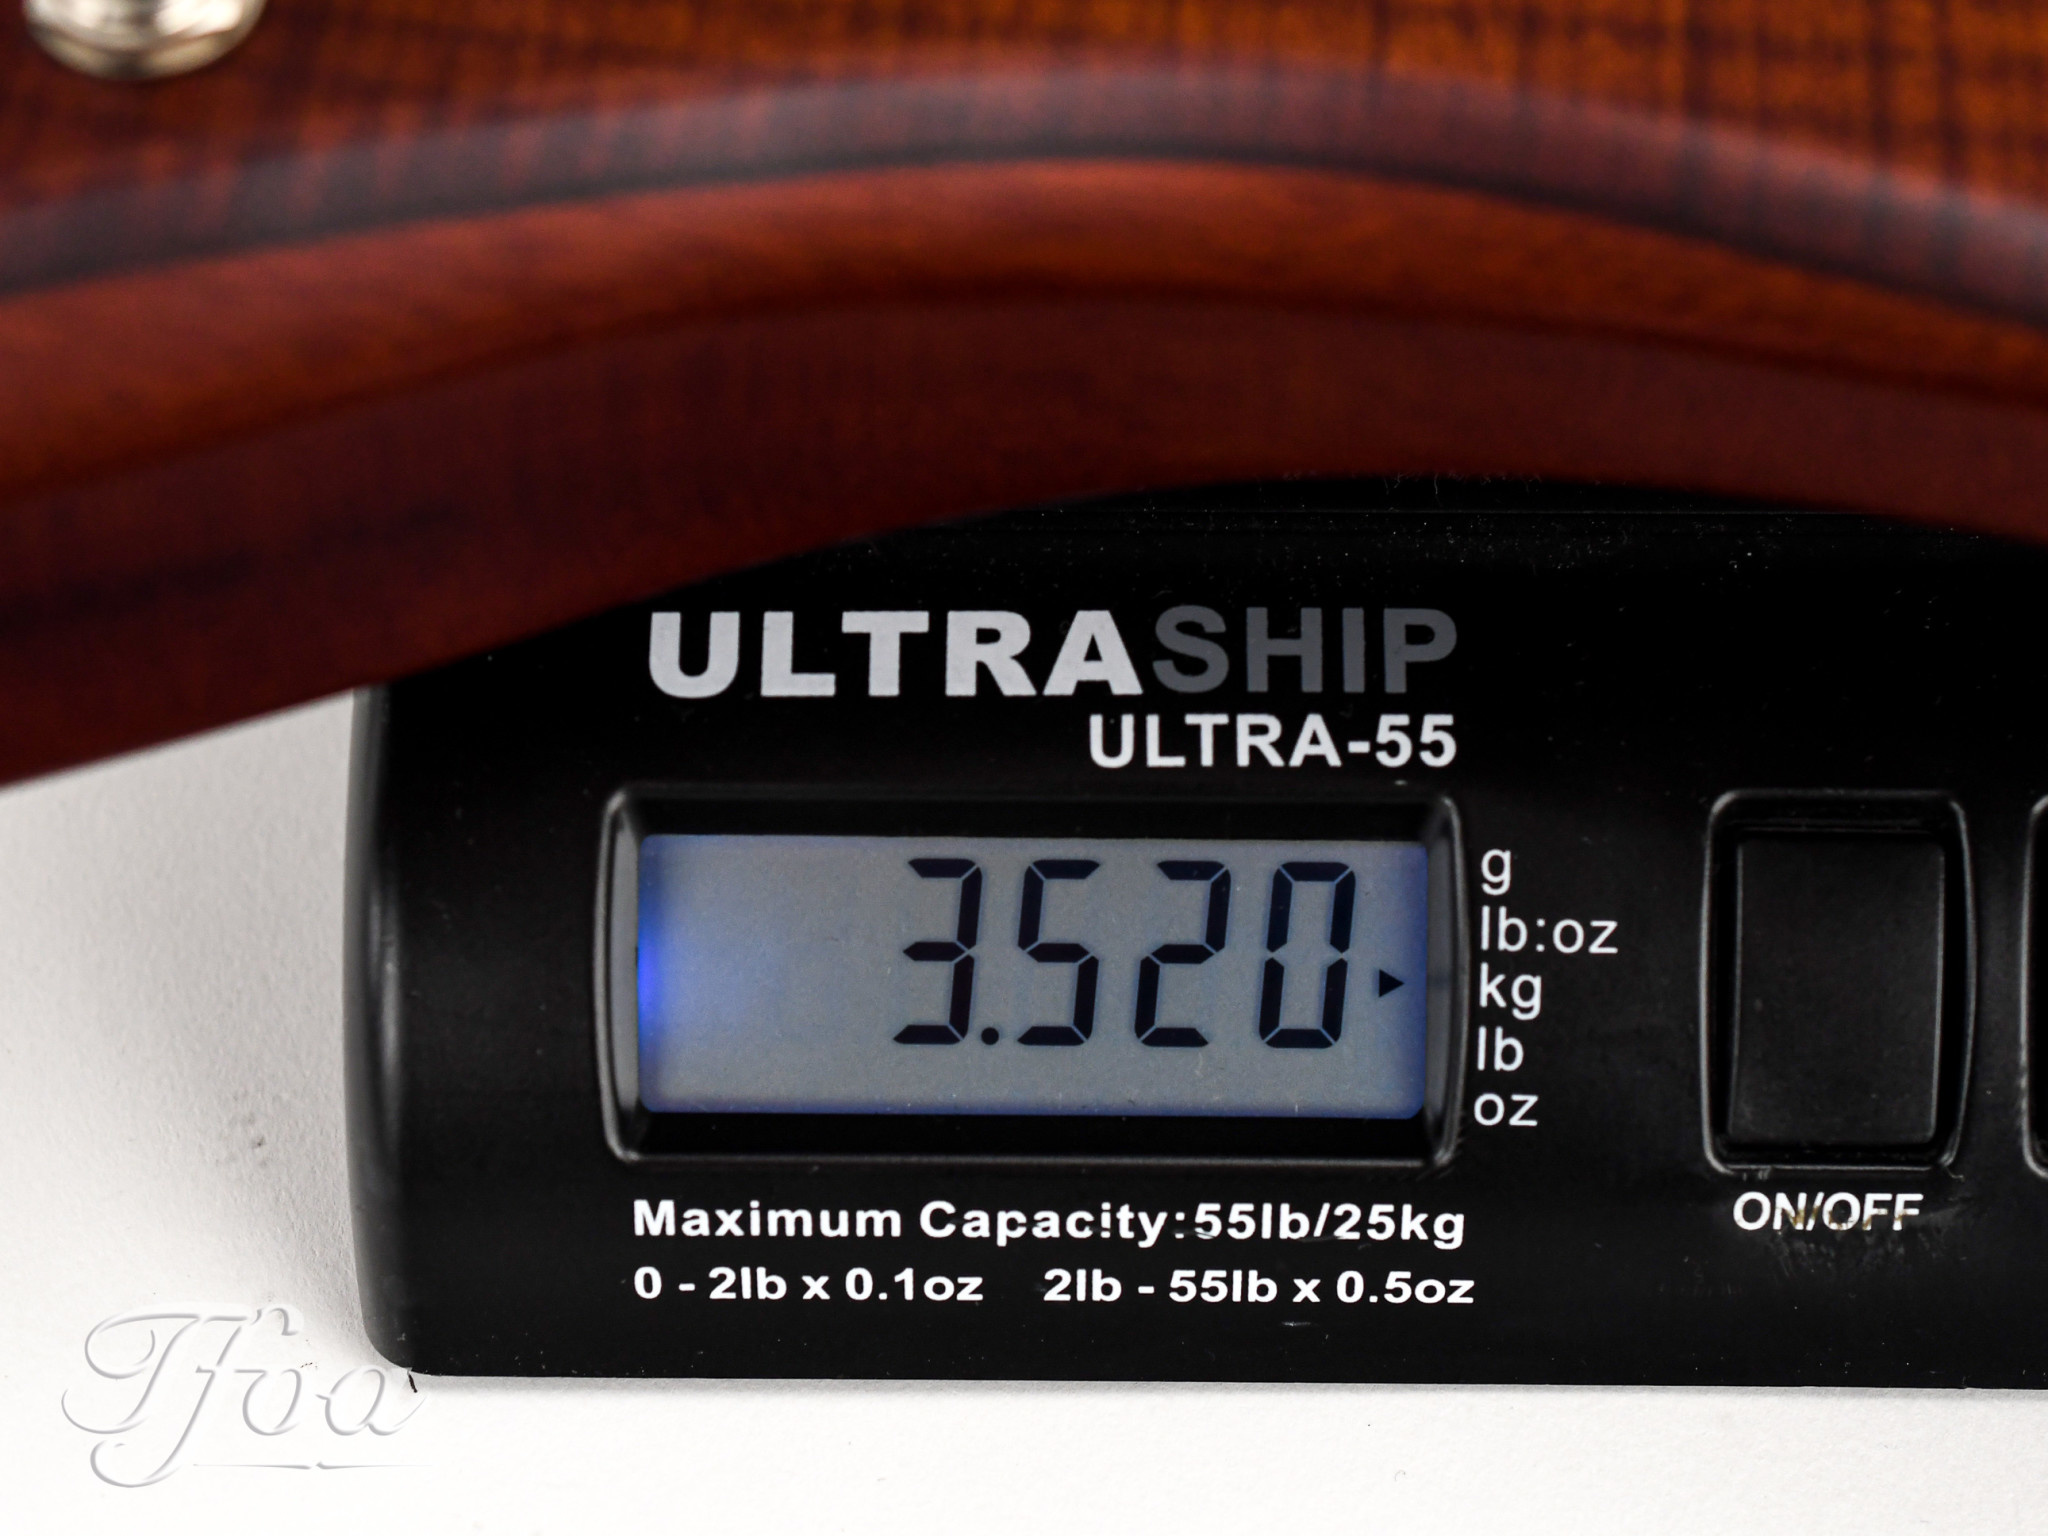 ULTRASHIP
ULTRA-55
3.520
g
lb:oz
kg
lb
oz
ON/OFF
Maximum Capacity:55lb/25kg
0 - 2lb x 0.1oz 2lb - 55lb x 0.5oz